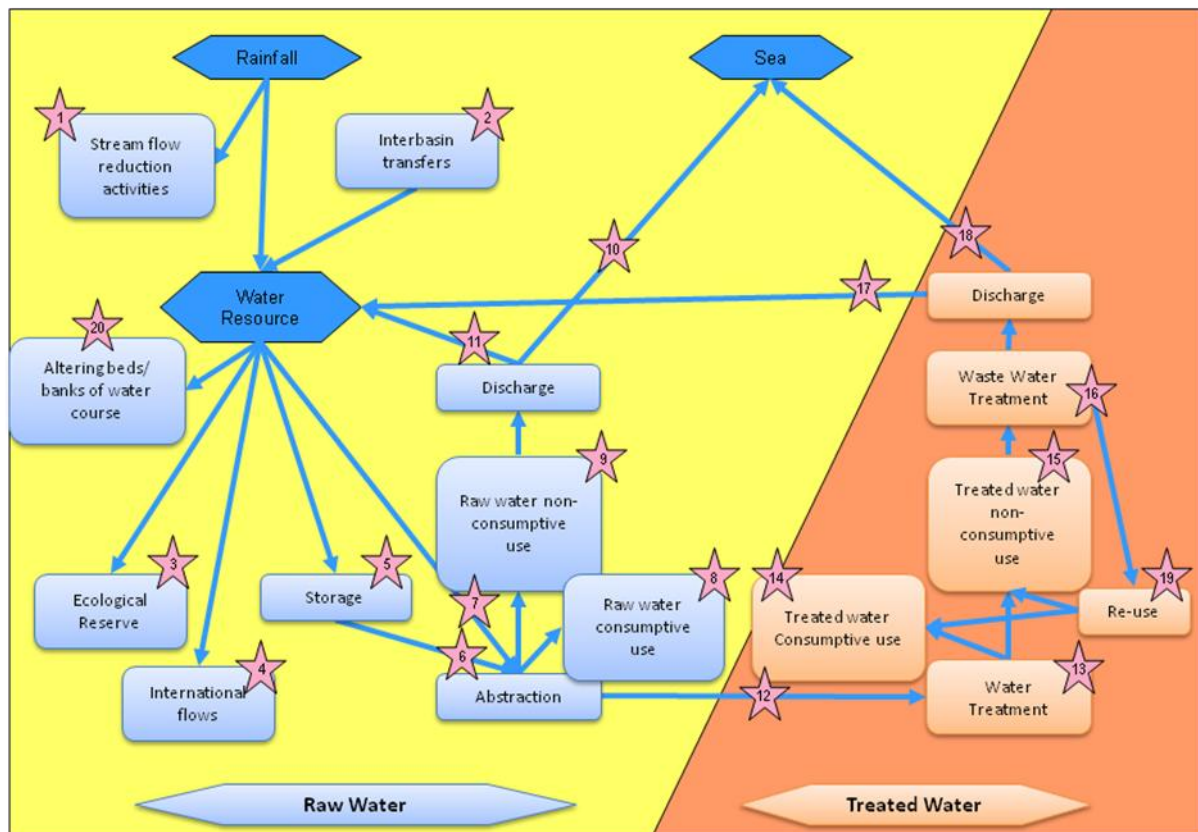 Rainfall
Sea
1
Stream flow
reduction
activities
2
Interbasin
transfers
10
18
Water
Resource
17
Discharge
20
Altering beds/
banks of water
course
11
Discharge
Waste Water
Treatment
16
9
Raw water non-
consumptive
use
15
Treated water
non-
consumptive
use
3
Ecological
Reserve
5
Storage
7
8
Raw water
consumptive
use
14
Treated water
Consumptive use
19
Re-use
4
International
flows
6
Abstraction
12
13
Water
Treatment
Raw Water
Treated Water